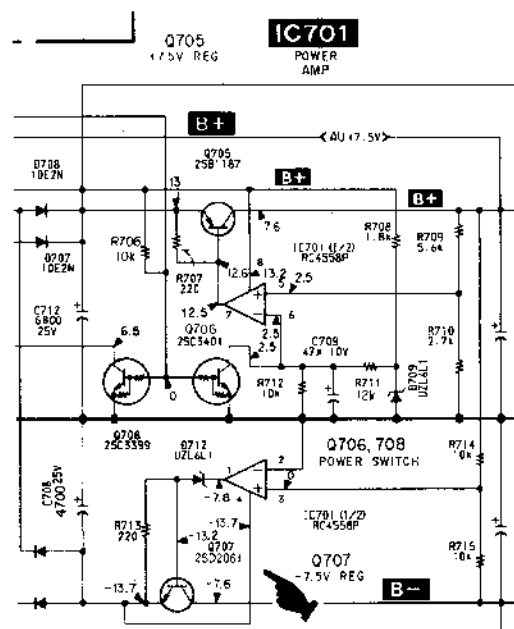 Q705
+7.5V REG
IC701
POWER
AMP
B+
AU(+7.5V)
D708
10E2N
Q705
2SB1187
13
B+
B+
7.6
R706
10k
IC701(1/2)
RC4558P
R708
1.8k
R709
5.6k
D707
10E2N
R707
220
12.6
8
13.2
5
2.5
C712
6800
25V
12.5
7
6
6.5
Q706
2SC3401
2.5
2.5
C709
47μ 10V
R710
2.7k
R712
10k
R711
12k
D709
UZL6L1
0
Q708
2SC3399
D712
UZL6L1
Q706, 708
POWER SWITCH
R714
10k
C708
4700 25V
1
2
0
-7.8
4
3
IC701(1/2)
RC4558P
R713
220
-13.7
-13.2
Q707
2SD2061
Q707
-7.5V REG
R715
10k
-13.7
-7.6
B-